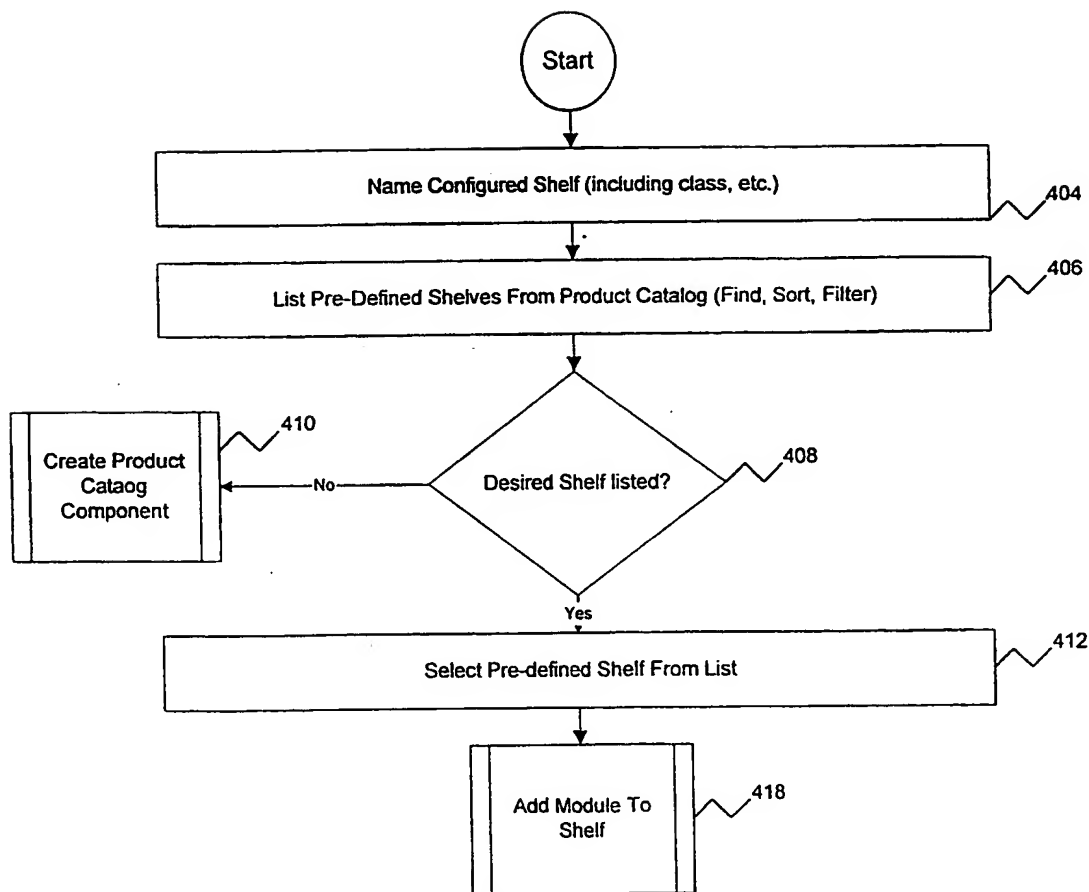 Start
Name Configured Shelf (including class, etc.)
404
List Pre-Defined Shelves From Product Catalog (Find, Sort, Filter)
406
Desired Shelf listed?
408
No
410
Create Product
Cataog
Component
Yes
Select Pre-defined Shelf From List
412
Add Module To
Shelf
418